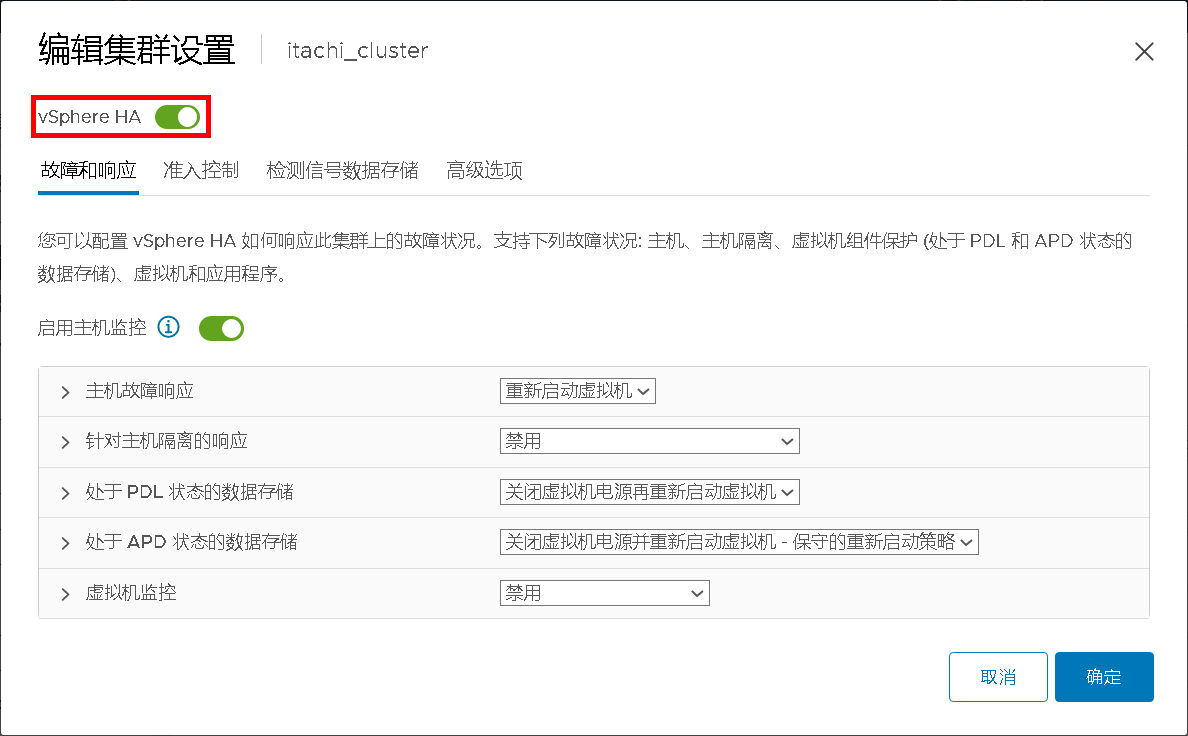 编辑集群设置 itachi_cluster
vSphere HA
故障和响应 准入控制 检测信号数据存储 高级选项
您可以配置 vSphere HA 如何响应此集群上的故障状况。支持下列故障状况: 主机、主机隔离、虚拟机组件保护 (处于 PDL 和 APD 状态的
数据存储)、虚拟机和应用程序。
启用主机监控
主机故障响应 重新启动虚拟机
针对主机隔离的响应 禁用
处于 PDL 状态的数据存储 关闭虚拟机电源再重新启动虚拟机
处于 APD 状态的数据存储 关闭虚拟机电源并重新启动虚拟机 - 保守的重新启动策略
虚拟机监控 禁用
取消 确定